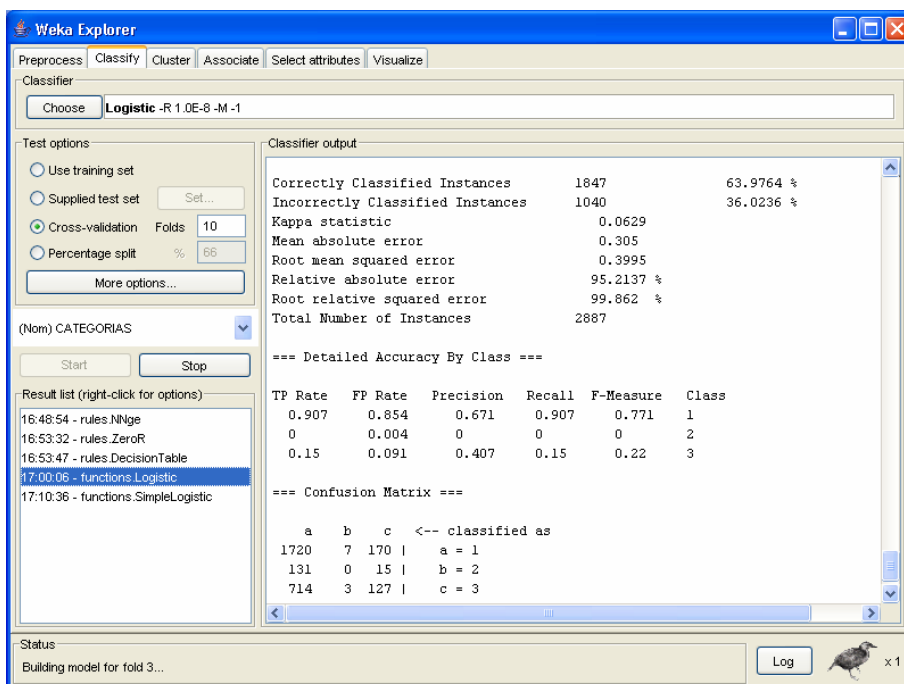 Weka Explorer
Preprocess Classify Cluster Associate Select attributes Visualize
Classifier
Choose Logistic -R 1.0E-8 -M -1
Test options
Use training set
Supplied test set Set...
Cross-validation Folds 10
Percentage split % 66
More options...
(Nom) CATEGORIAS
Start Stop
Result list (right-click for options)
16:48:54 - rules.NNge
16:53:32 - rules.ZeroR
16:53:47 - rules.DecisionTable
17:00:06 - functions.Logistic
17:10:36 - functions.SimpleLogistic
Classifier output
Correctly Classified Instances 1847 63.9764 %
Incorrectly Classified Instances 1040 36.0236 %
Kappa statistic 0.0629
Mean absolute error 0.305
Root mean squared error 0.3995
Relative absolute error 95.2137 %
Root relative squared error 99.862 %
Total Number of Instances 2887
=== Detailed Accuracy By Class ===
TP Rate FP Rate Precision Recall F-Measure Class
0.907 0.854 0.671 0.907 0.771 1
0 0.004 0 0 0 2
0.15 0.091 0.407 0.15 0.22 3
=== Confusion Matrix ===
a b c <-- classified as
1720 7 170 | a = 1
131 0 15 | b = 2
714 3 127 | c = 3
Status
Building model for fold 3...
Log
x 1